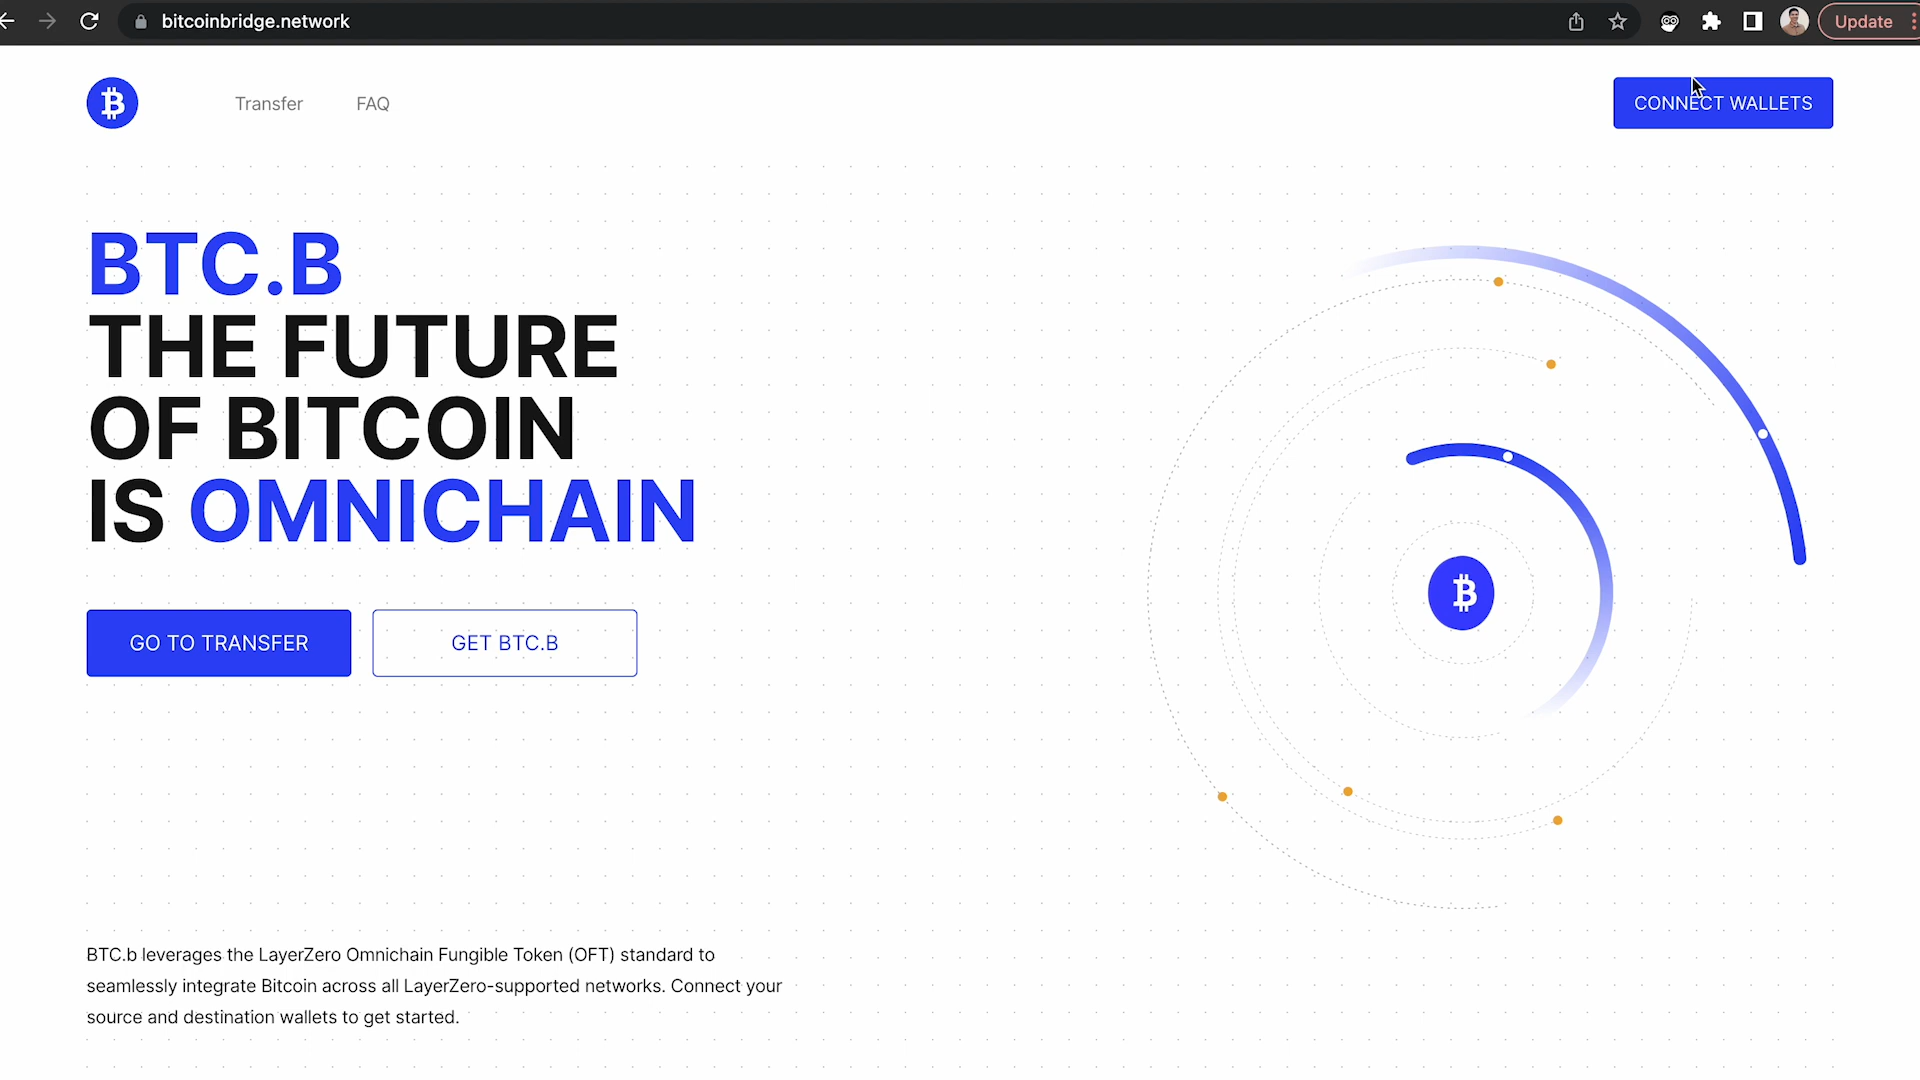 bitcoinbridge.network
Update
Transfer
FAQ
CONNECT WALLETS
BTC.B
THE FUTURE
OF BITCOIN
IS OMNICHAIN
GO TO TRANSFER
GET BTC.B
BTC.b leverages the LayerZero Omnichain Fungible Token (OFT) standard to
seamlessly integrate Bitcoin across all LayerZero-supported networks. Connect your
source and destination wallets to get started.